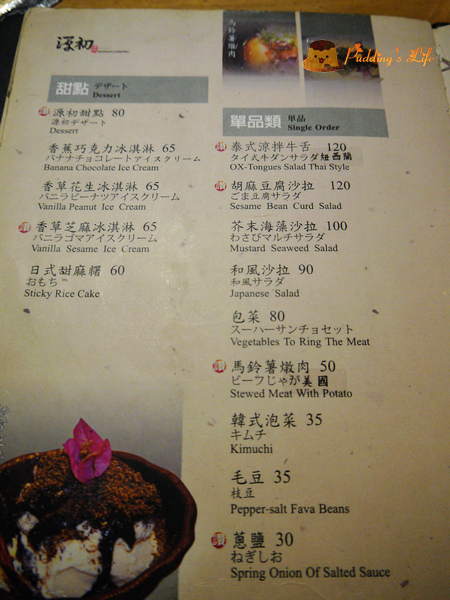 源初
Pudding's Life
馬鈴薯燉肉
甜點 デザート
Dessert
源初甜點 80
源初デザート
Dessert
香蕉巧克力冰淇淋 65
バナナチョコレートアイスクリーム
Banana Chocolate Ice Cream
香草花生冰淇淋 65
バニラピーナツアイスクリーム
Vanilla Peanut Ice Cream
香草芝麻冰淇淋 65
バニラゴマアイスクリーム
Vanilla Sesame Ice Cream
日式甜麻糬 60
おもち
Sticky Rice Cake
單品類 單品
Single Order
泰式涼拌牛舌 120
タイ式牛タンサラダ 紐西蘭
OX-Tongues Salad Thai Style
胡麻豆腐沙拉 120
ごま豆腐サラダ
Sesame Bean Curd Salad
芥末海藻沙拉 100
わさびマルチサラダ
Mustard Seaweed Salad
和風沙拉 90
和風サラダ
Japanese Salad
包菜 80
スーハーサンチョセット
Vegetables To Ring The Meat
馬鈴薯燉肉 50
ビーフじゃが 美國
Stewed Meat With Potato
韓式泡菜 35
キムチ
Kimuchi
毛豆 35
枝豆
Pepper-salt Fava Beans
蔥鹽 30
ねぎしお
Spring Onion Of Salted Sauce